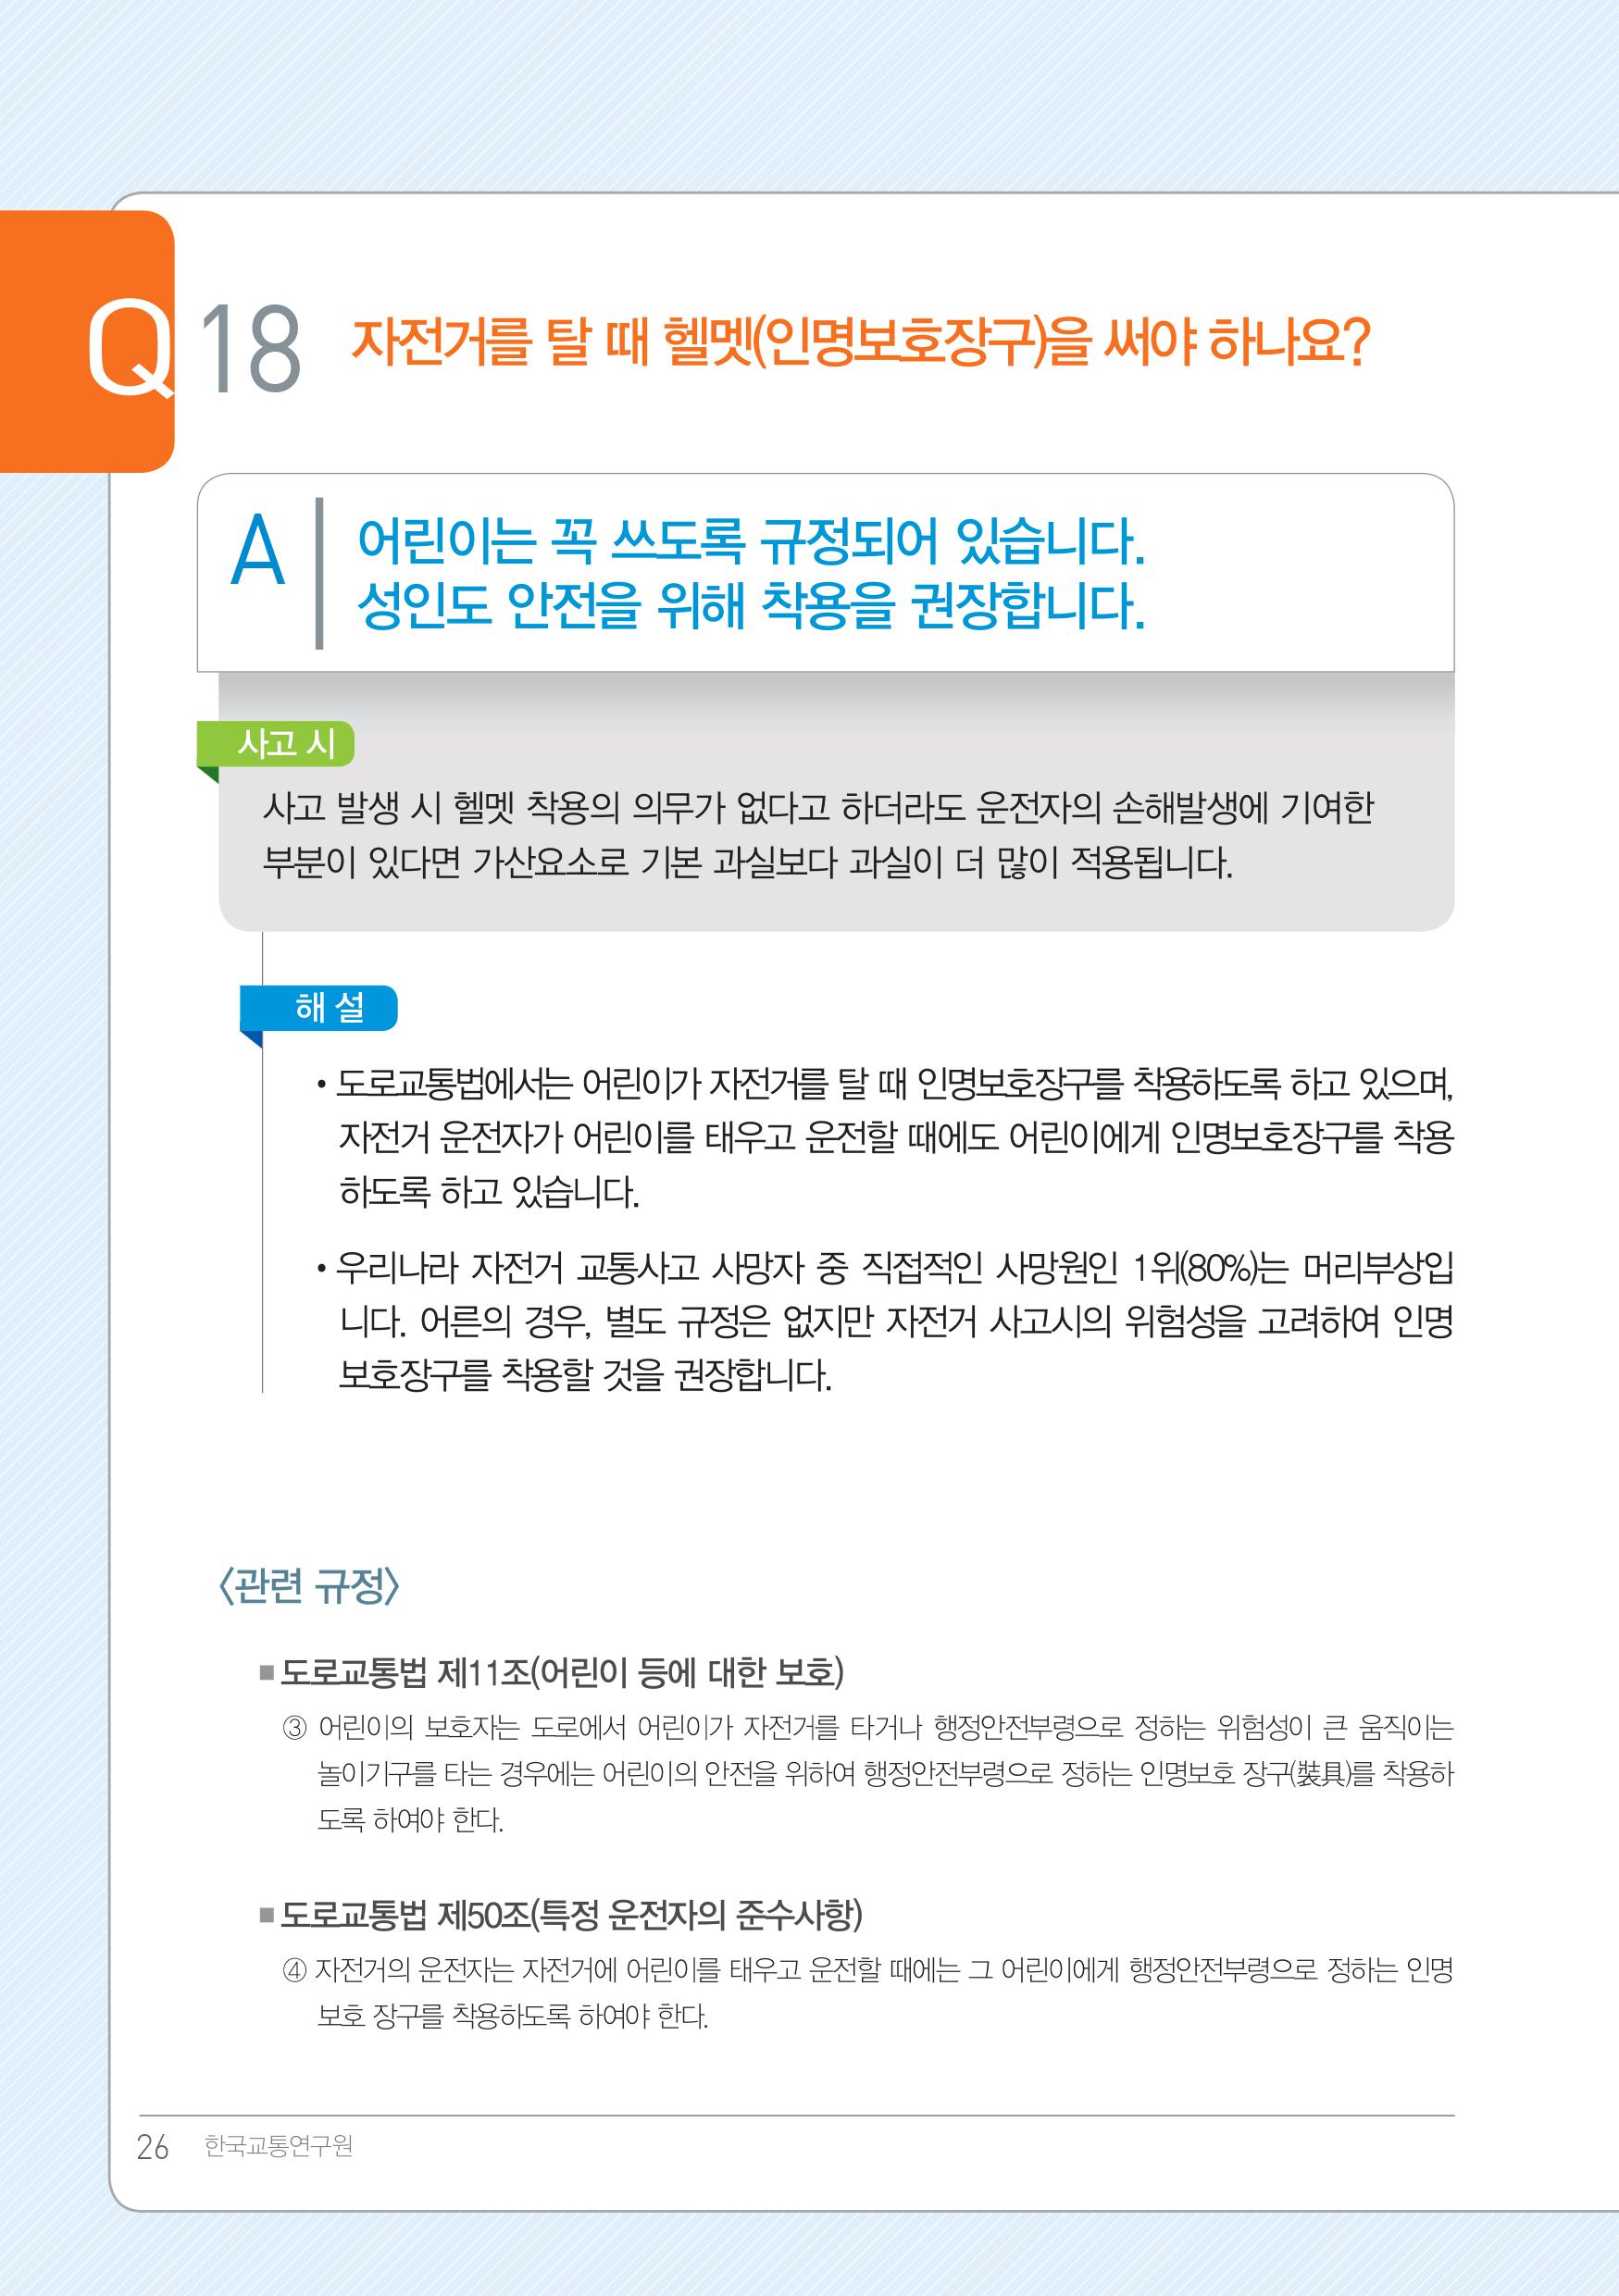 Q 18 자전거를 탈 때 헬멧(인명보호장구)을 써야 하나요?
A
어린이는 꼭 쓰도록 규정되어 있습니다.
성인도 안전을 위해 착용을 권장합니다.
사고 시
사고 발생 시 헬멧 착용의 의무가 없다고 하더라도 운전자의 손해발생에 기여한
부분이 있다면 가산요소로 기본 과실보다 과실이 더 많이 적용됩니다.
해 설
• 도로교통법에서는 어린이가 자전거를 탈 때 인명보호장구를 착용하도록 하고 있으며,
자전거 운전자가 어린이를 태우고 운전할 때에도 어린이에게 인명보호장구를 착용
하도록 하고 있습니다.
• 우리나라 자전거 교통사고 사망자 중 직접적인 사망원인 1위(80%)는 머리부상입
니다. 어른의 경우, 별도 규정은 없지만 자전거 사고시의 위험성을 고려하여 인명
보호장구를 착용할 것을 권장합니다.
〈관련 규정〉
■ 도로교통법 제11조(어린이 등에 대한 보호)
③ 어린이의 보호자는 도로에서 어린이가 자전거를 타거나 행정안전부령으로 정하는 위험성이 큰 움직이는
놀이기구를 타는 경우에는 어린이의 안전을 위하여 행정안전부령으로 정하는 인명보호 장구(裝具)를 착용하
도록 하여야 한다.
■ 도로교통법 제50조(특정 운전자의 준수사항)
④ 자전거의 운전자는 자전거에 어린이를 태우고 운전할 때에는 그 어린이에게 행정안전부령으로 정하는 인명
보호 장구를 착용하도록 하여야 한다.
26 한국교통연구원